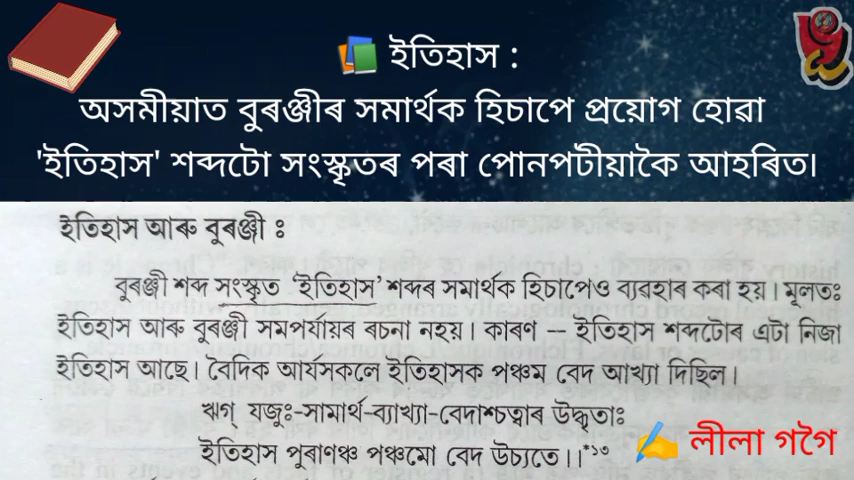 ইতিহাস :
অসমীয়াত বুৰঞ্জীৰ সমাৰ্থক হিচাপে প্ৰয়োগ হোৱা
'ইতিহাস' শব্দটো সংস্কৃতৰ পৰা পোনপটীয়াকৈ আহৰিত৷
ইতিহাস আৰু বুৰঞ্জী ঃ
বুৰঞ্জী শব্দ সংস্কৃত ‘ইতিহাস’ শব্দৰ সমাৰ্থক হিচাপেও ব্যৱহাৰ কৰা হয়। মূলতঃ
ইতিহাস আৰু বুৰঞ্জী সমপৰ্যায়ৰ ৰচনা নহয়। কাৰণ – ইতিহাস শব্দটোৰ এটা নিজা
ইতিহাস আছে। বৈদিক আৰ্যসকলে ইতিহাসক পঞ্চম বেদ আখ্যা দিছিল।
ঋগ্ যজুঃ-সামাৰ্থ-ব্যাখ্যা-বেদাশ্চত্বাৰ উদ্ধৃতাঃ
ইতিহাস পুৰাণঞ্চ পঞ্চমো বেদ উচ্যতে।।*১৩
লীলা গগৈ